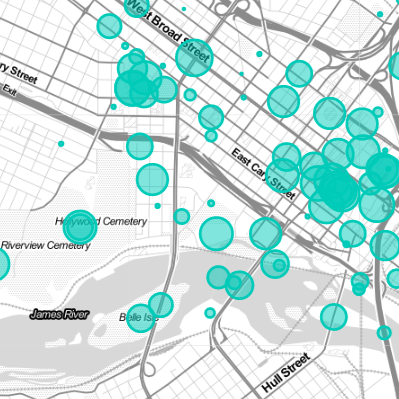 West Broad Street
ry Street
Exit
East Cary Street
Hollywood Cemetery
Riverview Cemetery
James River
Belle Isle
Hull Street